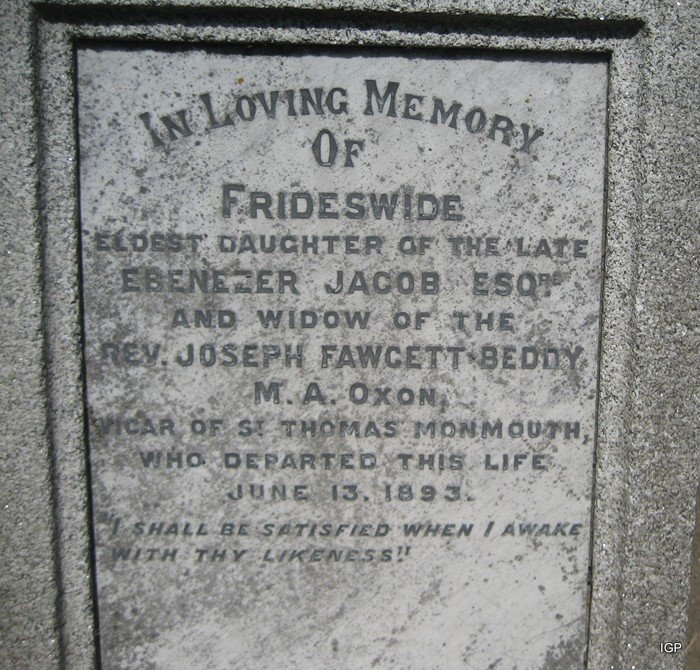 IN LOVING MEMORY
OF
FRIDESWIDE
ELDEST DAUGHTER OF THE LATE
EBENEZER JACOB ESQRE
AND WIDOW OF THE
REV. JOSEPH FAWCETT BEDDY
M. A. OXON.
VICAR OF ST THOMAS MONMOUTH,
WHO DEPARTED THIS LIFE
JUNE 13. 1893.
"I SHALL BE SATISFIED WHEN I AWAKE
WITH THY LIKENESS"
IGP